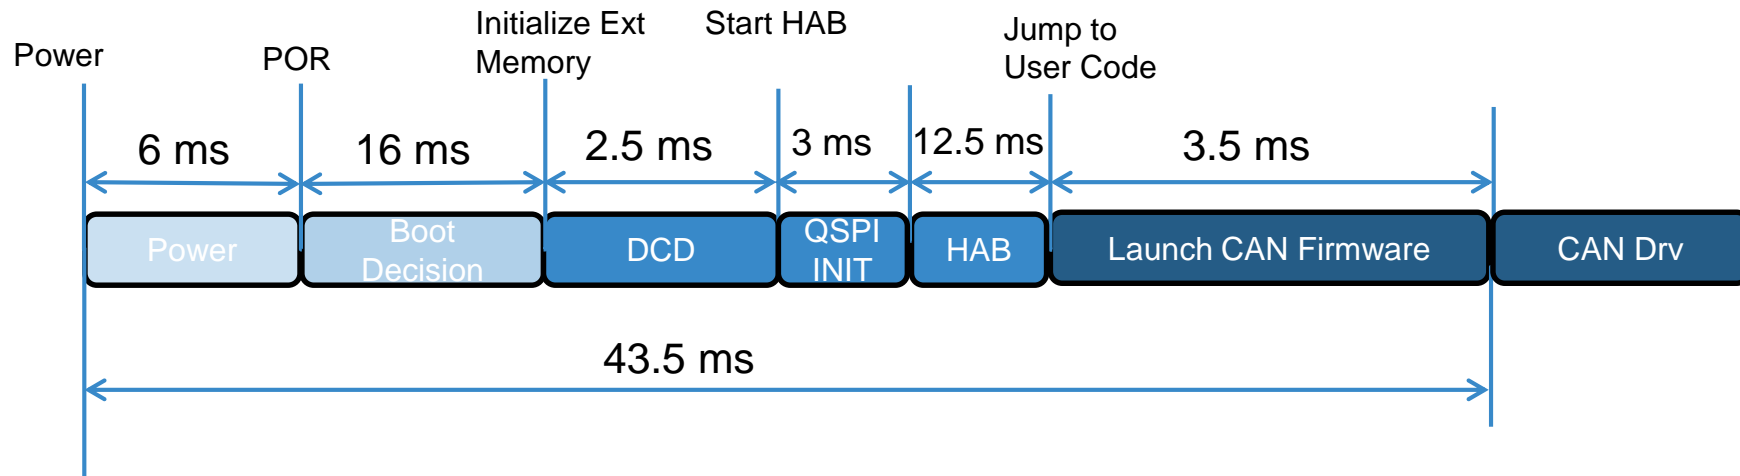 Power
POR
Initialize Ext
Memory
Start HAB
Jump to
User Code
6 ms
16 ms
2.5 ms
3 ms
12.5 ms
3.5 ms
Power
Boot
Decision
DCD
QSPI
INIT
HAB
Launch CAN Firmware
CAN Drv
43.5 ms